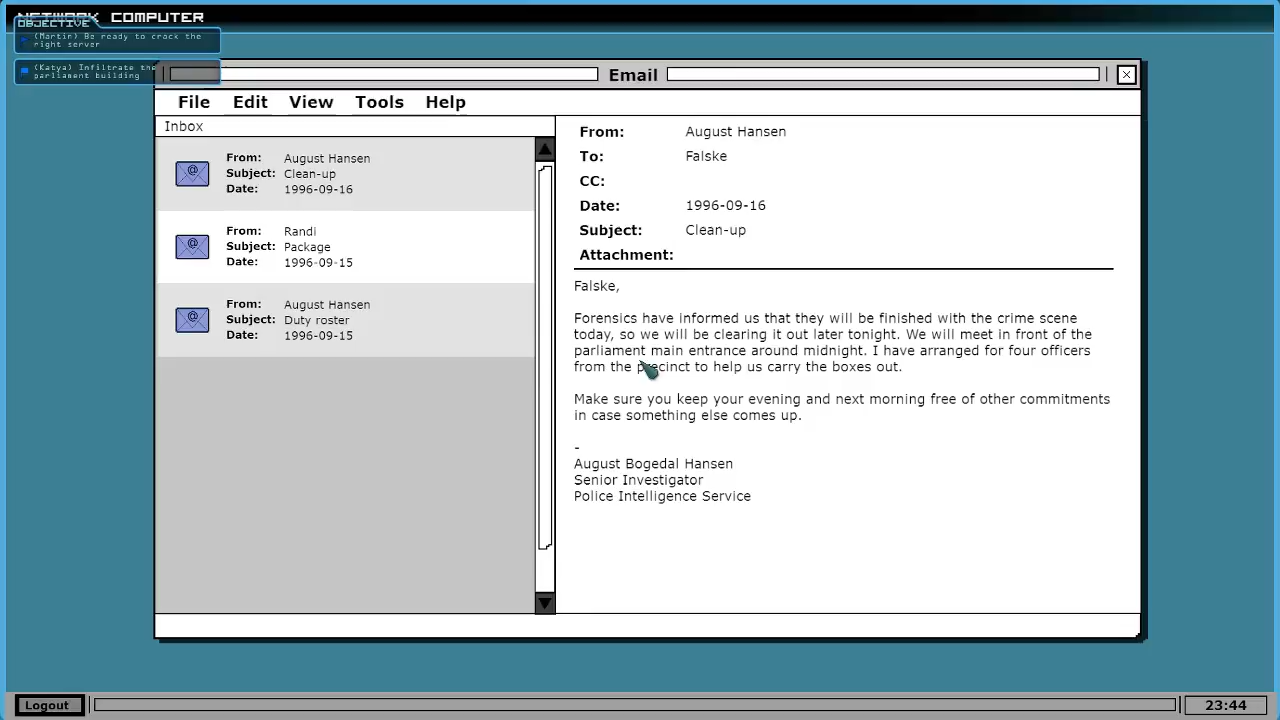 NETWORK COMPUTER
OBJECTIVE
(Martin) Be ready to crack the
right server
(Katya) Infiltrate the
parliament building
Email
File Edit View Tools Help
Inbox
From: August Hansen
Subject: Clean-up
Date: 1996-09-16
From: Randi
Subject: Package
Date: 1996-09-15
From: August Hansen
Subject: Duty roster
Date: 1996-09-15
From: August Hansen
To: Falske
CC:
Date: 1996-09-16
Subject: Clean-up
Attachment:
Falske,
Forensics have informed us that they will be finished with the crime scene
today, so we will be clearing it out later tonight. We will meet in front of the
parliament main entrance around midnight. I have arranged for four officers
from the precinct to help us carry the boxes out.
Make sure you keep your evening and next morning free of other commitments
in case something else comes up.
-
August Bogedal Hansen
Senior Investigator
Police Intelligence Service
Logout
23:44